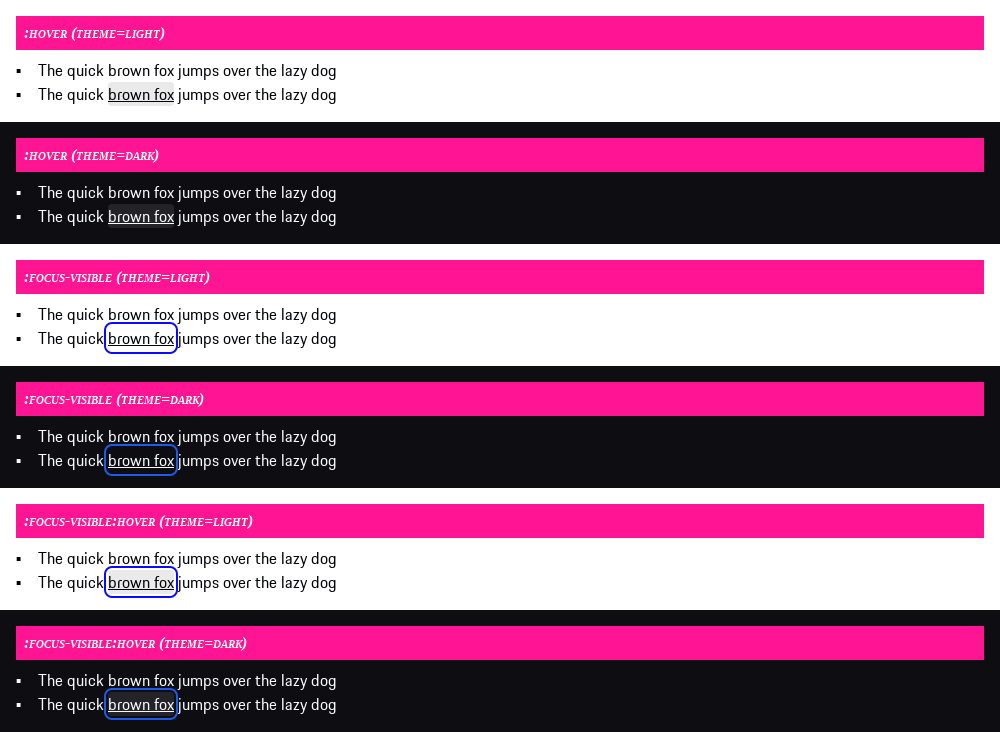 :hover (theme=light)
▪ The quick brown fox jumps over the lazy dog
▪ The quick brown fox jumps over the lazy dog
:hover (theme=dark)
▪ The quick brown fox jumps over the lazy dog
▪ The quick brown fox jumps over the lazy dog
:focus-visible (theme=light)
▪ The quick brown fox jumps over the lazy dog
▪ The quick brown fox jumps over the lazy dog
:focus-visible (theme=dark)
▪ The quick brown fox jumps over the lazy dog
▪ The quick brown fox jumps over the lazy dog
:focus-visible:hover (theme=light)
▪ The quick brown fox jumps over the lazy dog
▪ The quick brown fox jumps over the lazy dog
:focus-visible:hover (theme=dark)
▪ The quick brown fox jumps over the lazy dog
▪ The quick brown fox jumps over the lazy dog